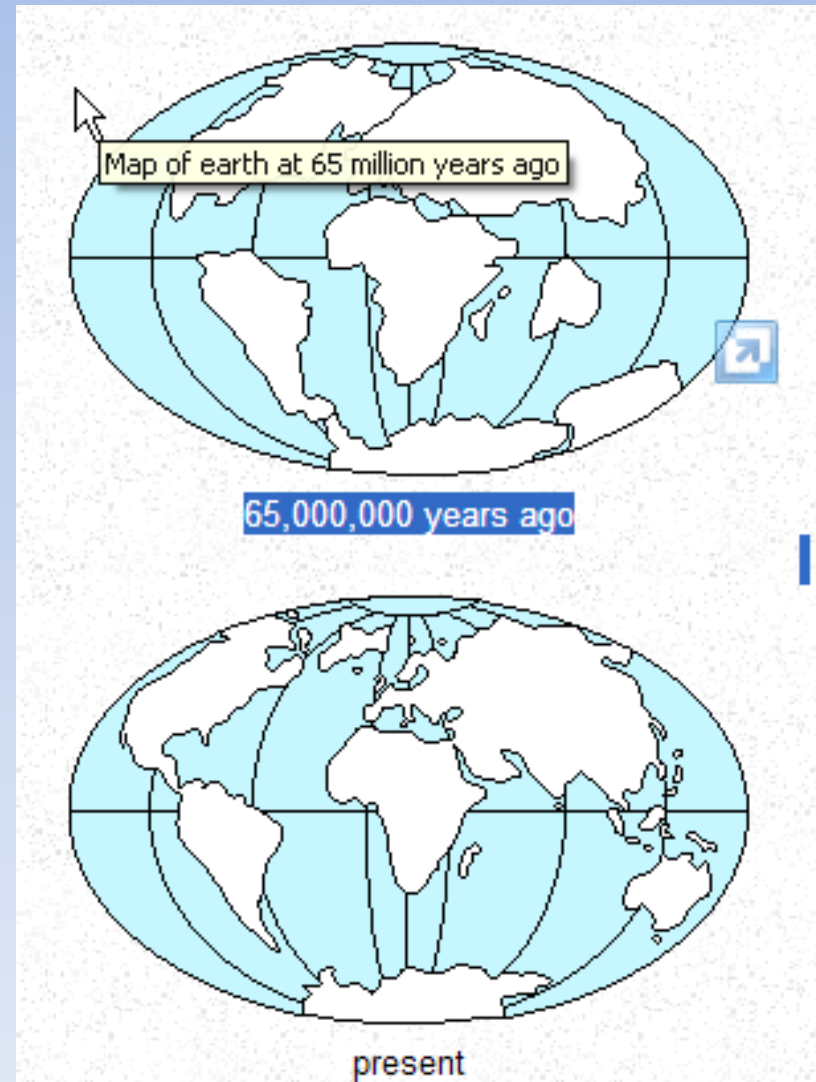 Map of earth at 65 million years ago
65,000,000 years ago
present